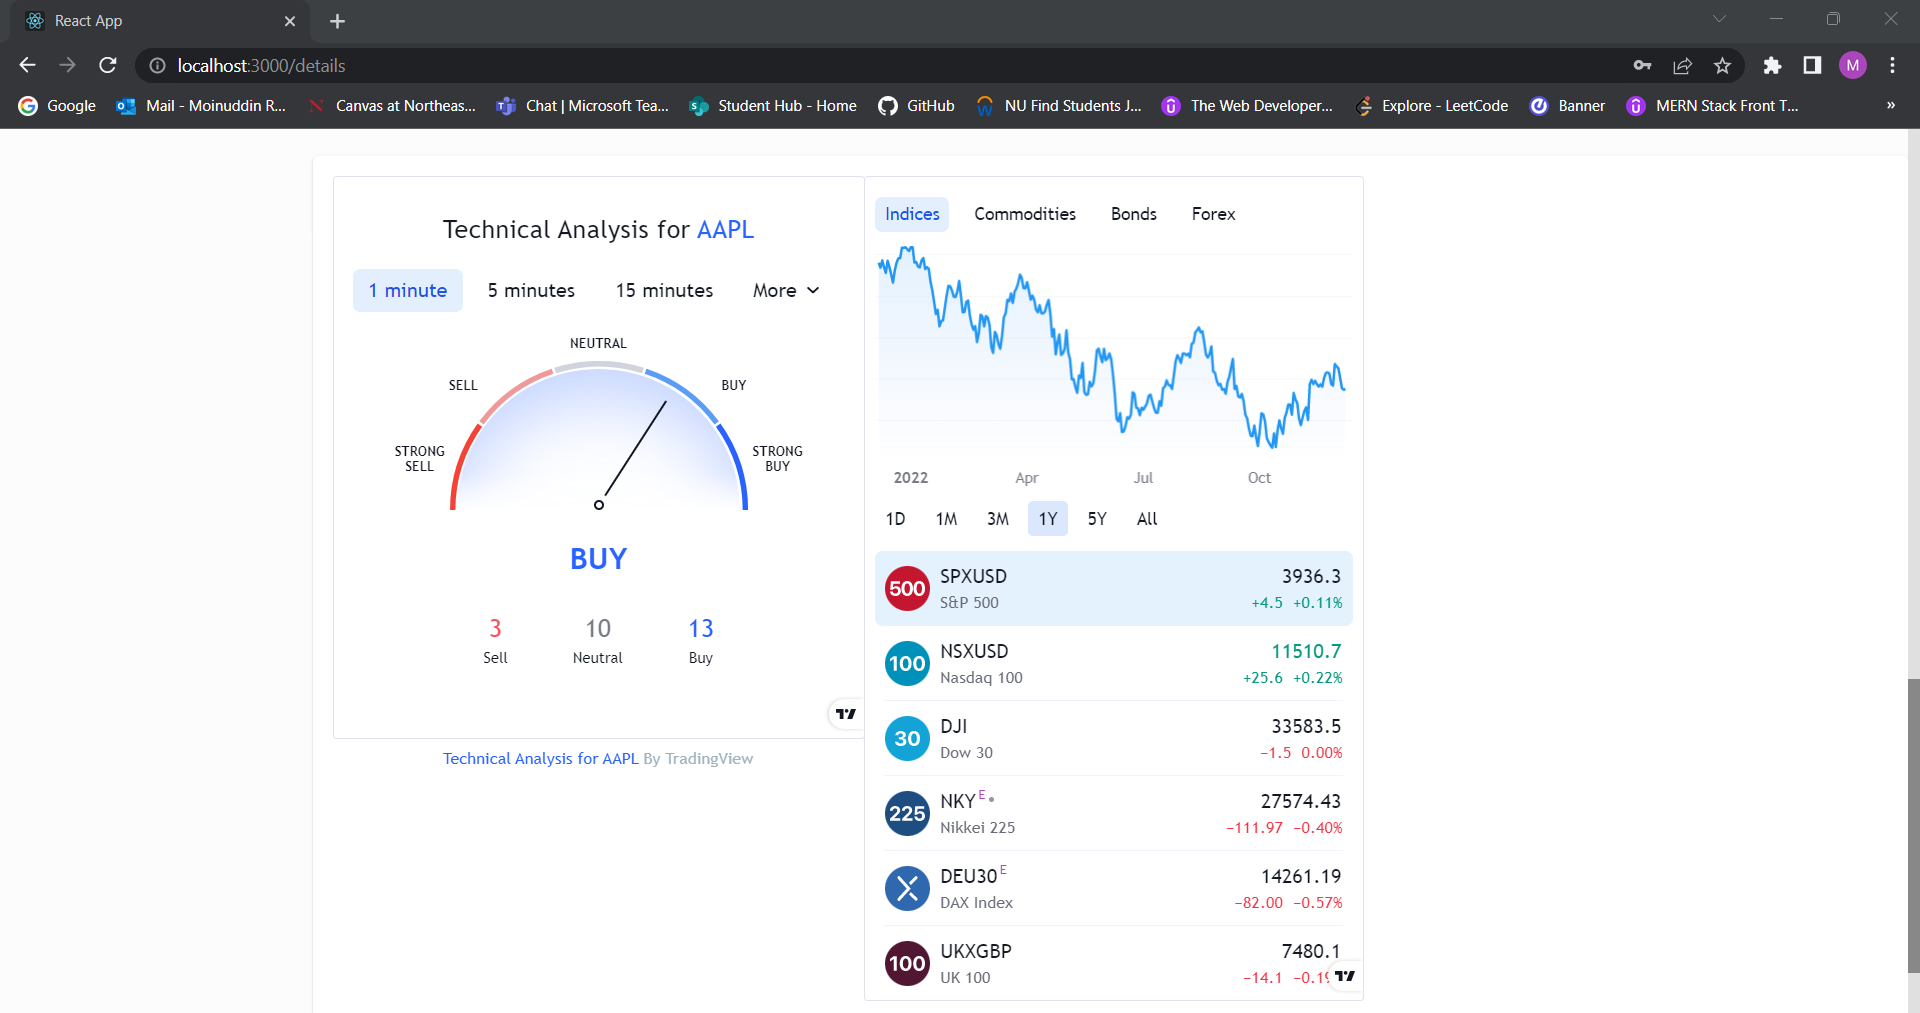 React App
localhost:3000/details
M
Google
Mail - Moinuddin R...
Canvas at Northeas...
Chat | Microsoft Tea...
Student Hub - Home
GitHub
NU Find Students J...
The Web Developer...
Explore - LeetCode
Banner
MERN Stack Front T...
»
Technical Analysis for AAPL
1 minute 5 minutes 15 minutes More
NEUTRAL
SELL
BUY
STRONG
SELL
STRONG
BUY
BUY
3 10 13
Sell Neutral Buy
Technical Analysis for AAPL By TradingView
Indices Commodities Bonds Forex
2022 Apr Jul Oct
1D 1M 3M 1Y 5Y All
500 SPXUSD 3936.3
S&P 500 +4.5 +0.11%
100 NSXUSD 11510.7
Nasdaq 100 +25.6 +0.22%
30 DJI 33583.5
Dow 30 −1.5 0.00%
225 NKY E 27574.43
Nikkei 225 −111.97 −0.40%
DEU30 E 14261.19
DAX Index −82.00 −0.57%
100 UKXGBP 7480.1
UK 100 −14.1